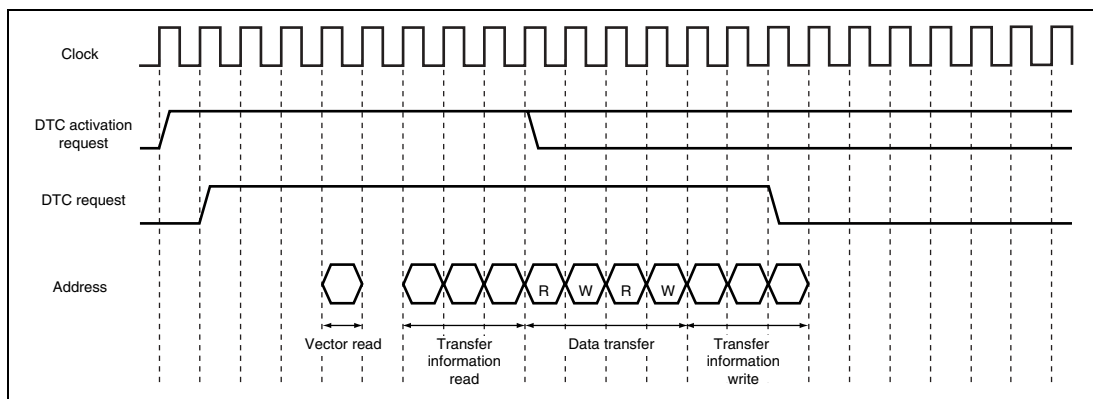 Clock
DTC activation
request
DTC request
Address
R W R W
Vector read
Transfer
information
read
Data transfer
Transfer
information
write